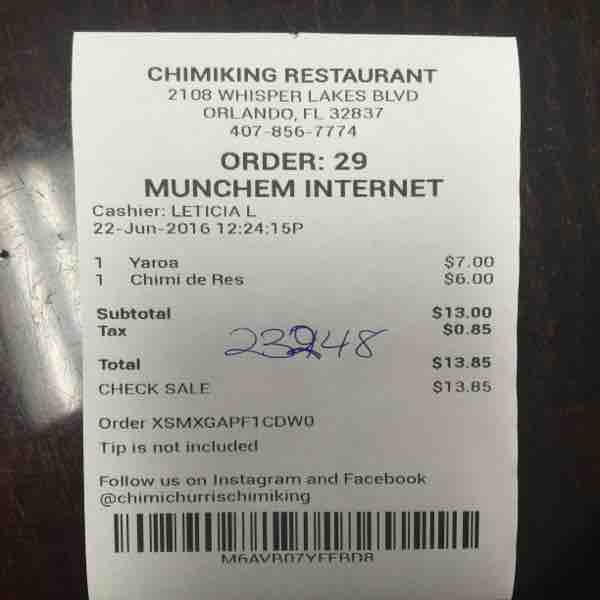 CHIMIKING RESTAURANT
2108 WHISPER LAKES BLVD
ORLANDO, FL 32837
407-856-7774
ORDER: 29
MUNCHEM INTERNET
Cashier: LETICIA L
22-Jun-2016 12:24:15P
1 Yaroa $7.00
1 Chimi de Res $6.00
Subtotal $13.00
Tax $0.85
Total $13.85
CHECK SALE $13.85
Order XSMXGAPF1CDW0
Tip is not included
Follow us on Instagram and Facebook
@chimichurrischimiking